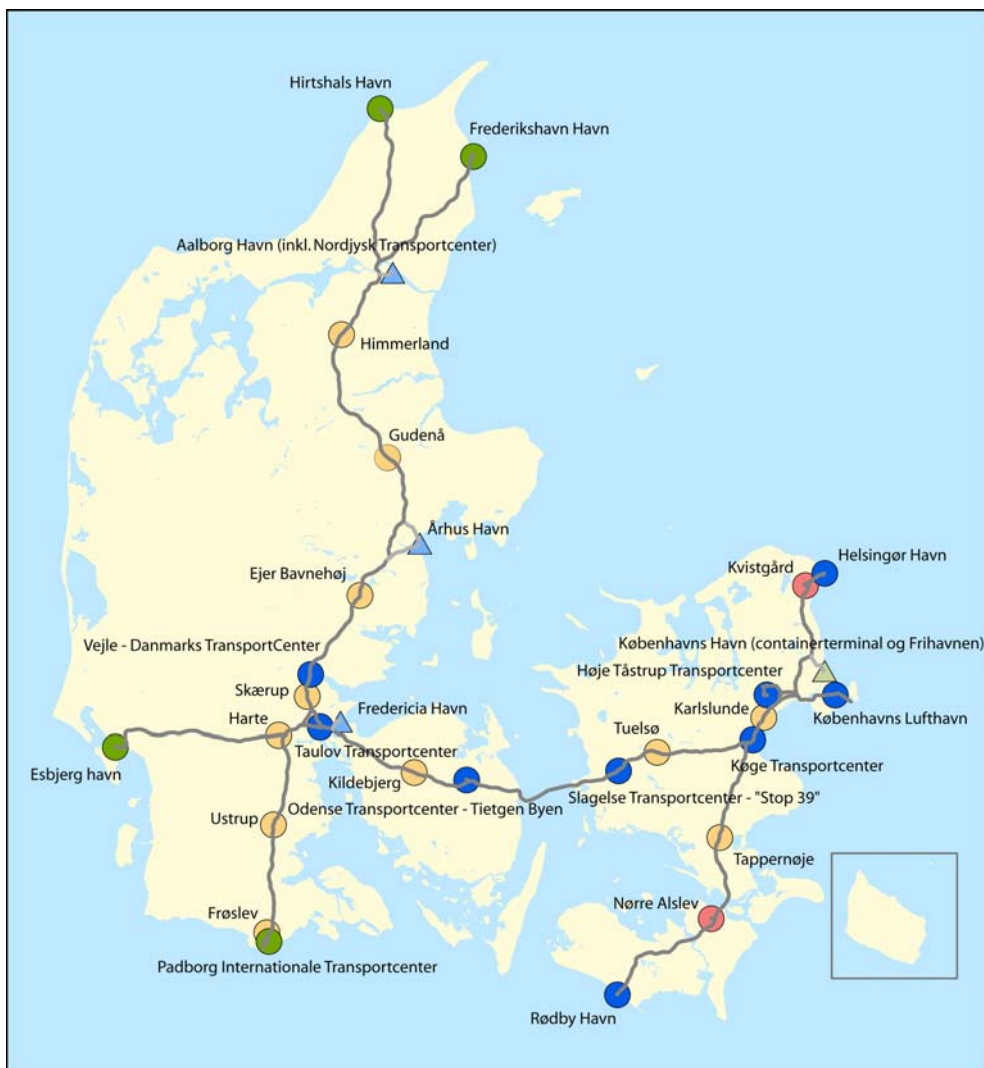 Hirtshals Havn
Frederikshavn Havn
Aalborg Havn (inkl. Nordjysk Transportcenter)
Himmerland
Gudenå
Århus Havn
Ejer Bavnehøj
Kvistgård
Helsingør Havn
Vejle - Danmarks TransportCenter
Københavns Havn (containerterminal og Frihavnen)
Høje Tåstrup Transportcenter
Skærup
Fredericia Havn
Karlslunde
Københavns Lufthavn
Harte
Tuelsø
Taulov Transportcenter
Køge Transportcenter
Esbjerg havn
Kildebjerg
Odense Transportcenter - Tietgen Byen
Slagelse Transportcenter - "Stop 39"
Ustrup
Tappernøje
Nørre Alslev
Frøslev
Padborg Internationale Transportcenter
Rødby Havn